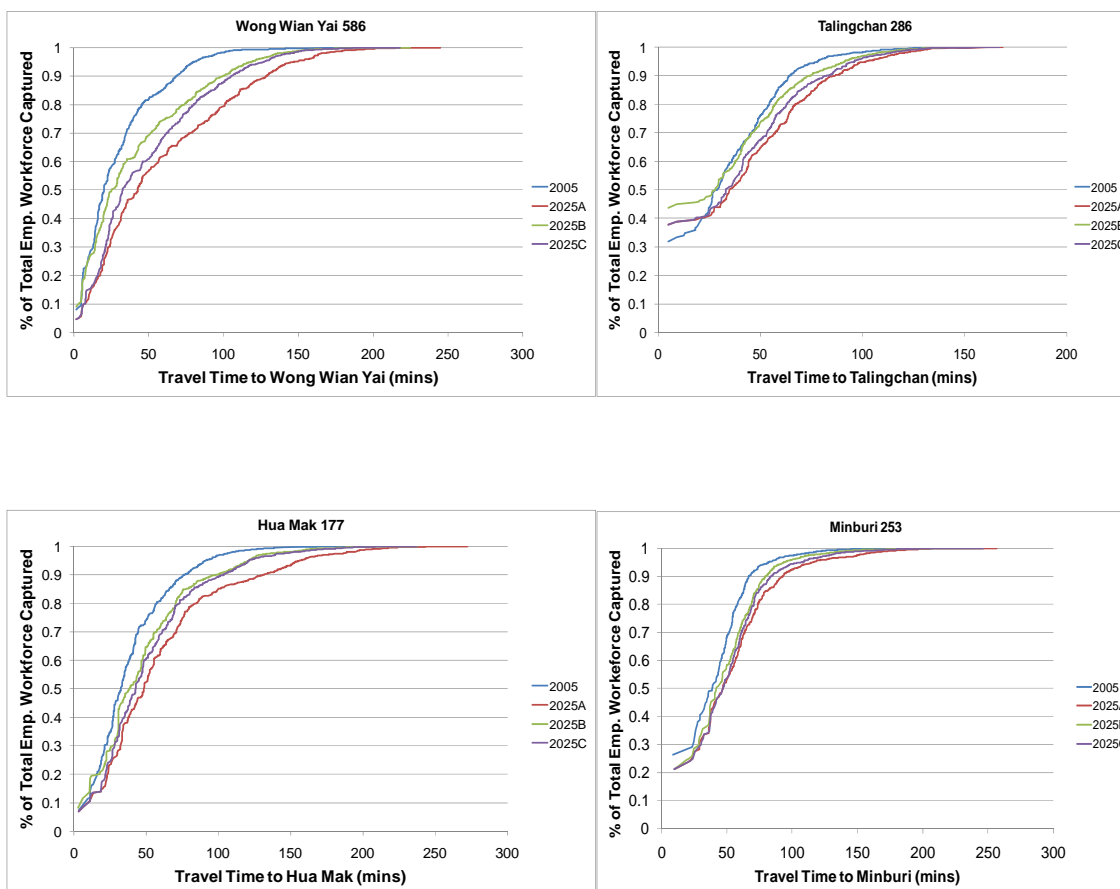 Wong Wian Yai 586
% of Total Emp. Workforce Captured
1
0.9
0.8
0.7
0.6
0.5
0.4
0.3
0.2
0.1
0
0 50 100 150 200 250 300
Travel Time to Wong Wian Yai (mins)
2005
2025A
2025B
2025C
Talingchan 286
% of Total Emp. Workforce Captured
1
0.9
0.8
0.7
0.6
0.5
0.4
0.3
0.2
0.1
0
0 50 100 150 200
Travel Time to Talingchan (mins)
2005
2025A
2025B
2025C
Hua Mak 177
% of Total Emp. Workforce Captured
1
0.9
0.8
0.7
0.6
0.5
0.4
0.3
0.2
0.1
0
0 50 100 150 200 250 300
Travel Time to Hua Mak (mins)
2005
2025A
2025B
2025C
Minburi 253
% of Total Emp. Workeforce Captured
1
0.9
0.8
0.7
0.6
0.5
0.4
0.3
0.2
0.1
0
0 50 100 150 200 250 300
Travel Time to Minburi (mins)
2005
2025A
2025B
2025C